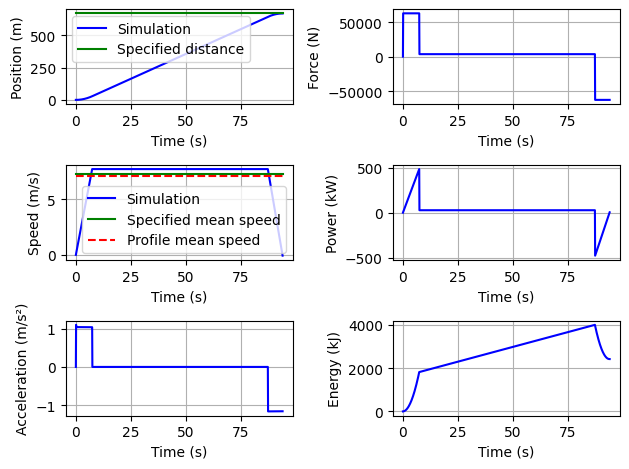 Position (m)
500
250
0
Simulation
Specified distance
0 25 50 75
Time (s)
Force (N)
50000
0
−50000
0 25 50 75
Time (s)
Speed (m/s)
5
0
Simulation
Specified mean speed
Profile mean speed
0 25 50 75
Time (s)
Power (kW)
500
0
−500
0 25 50 75
Time (s)
Acceleration (m/s²)
1
0
−1
0 25 50 75
Time (s)
Energy (kJ)
4000
2000
0
0 25 50 75
Time (s)